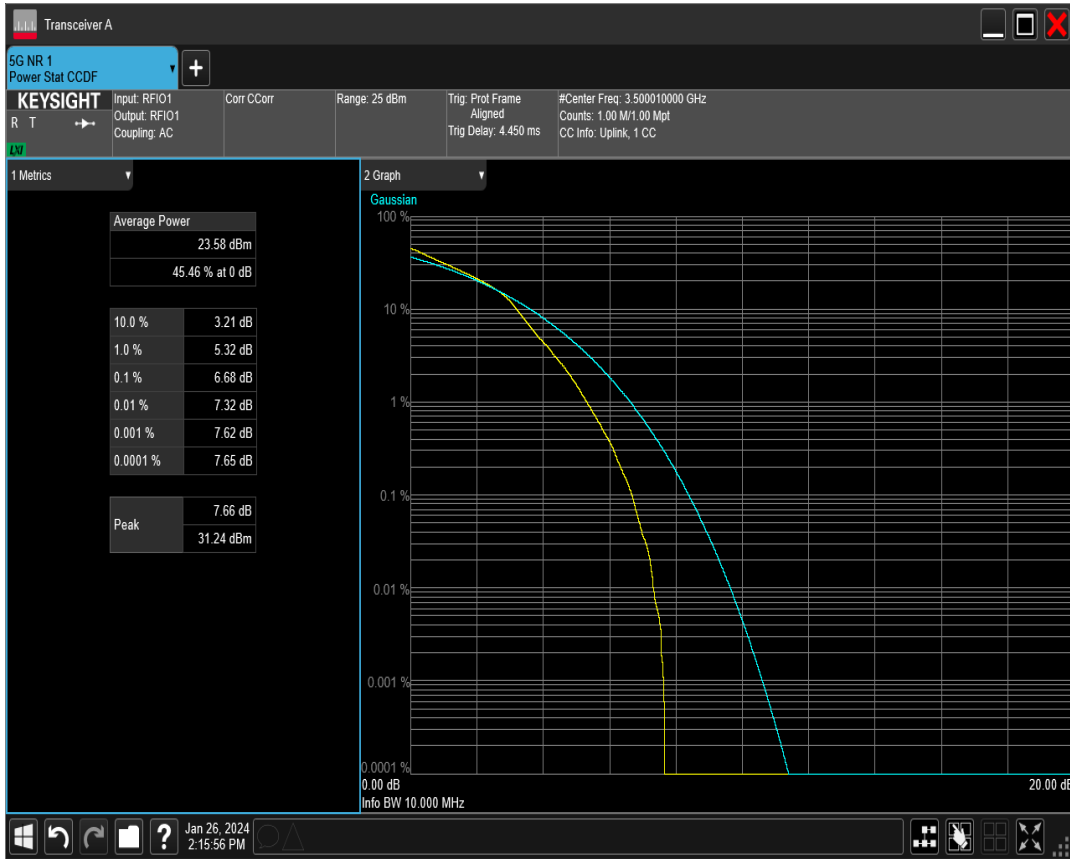 Transceiver A
5G NR 1
Power Stat CCDF
KEYSIGHT
R T
LXI
Input: RFIO1
Output: RFIO1
Coupling: AC
Corr CCorr
Range: 25 dBm
Trig: Prot Frame
Aligned
Trig Delay: 4.450 ms
#Center Freq: 3.500010000 GHz
Counts: 1.00 M/1.00 Mpt
CC Info: Uplink, 1 CC
1 Metrics
Average Power
23.58 dBm
45.46 % at 0 dB
10.0 % 3.21 dB
1.0 % 5.32 dB
0.1 % 6.68 dB
0.01 % 7.32 dB
0.001 % 7.62 dB
0.0001 % 7.65 dB
Peak 7.66 dB
31.24 dBm
2 Graph
Gaussian
100 %
10 %
1 %
0.1 %
0.01 %
0.001 %
0.0001 %
0.00 dB 20.00 dB
Info BW 10.000 MHz
? Jan 26, 2024
2:15:56 PM